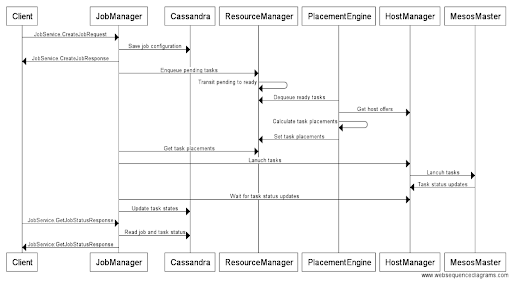 Client JobManager Cassandra ResourceManager PlacementEngine HostManager MesosMaster
JobService.CreateJobRequest
Save job configuration
JobService.CreateJobResponse
Enqueue pending tasks
Transit pending to ready
Dequeue ready tasks
Get host offers
Calculate task placements
Set task placements
Get task placements
Lanuch tasks
Lanuch tasks
Task status updates
Wait for task status updates
Update task states
JobService.GetJobStatusResponse
Read job and task status
JobService.GetJobStatusResponse
Client JobManager Cassandra ResourceManager PlacementEngine HostManager MesosMaster
www.websequencediagrams.com